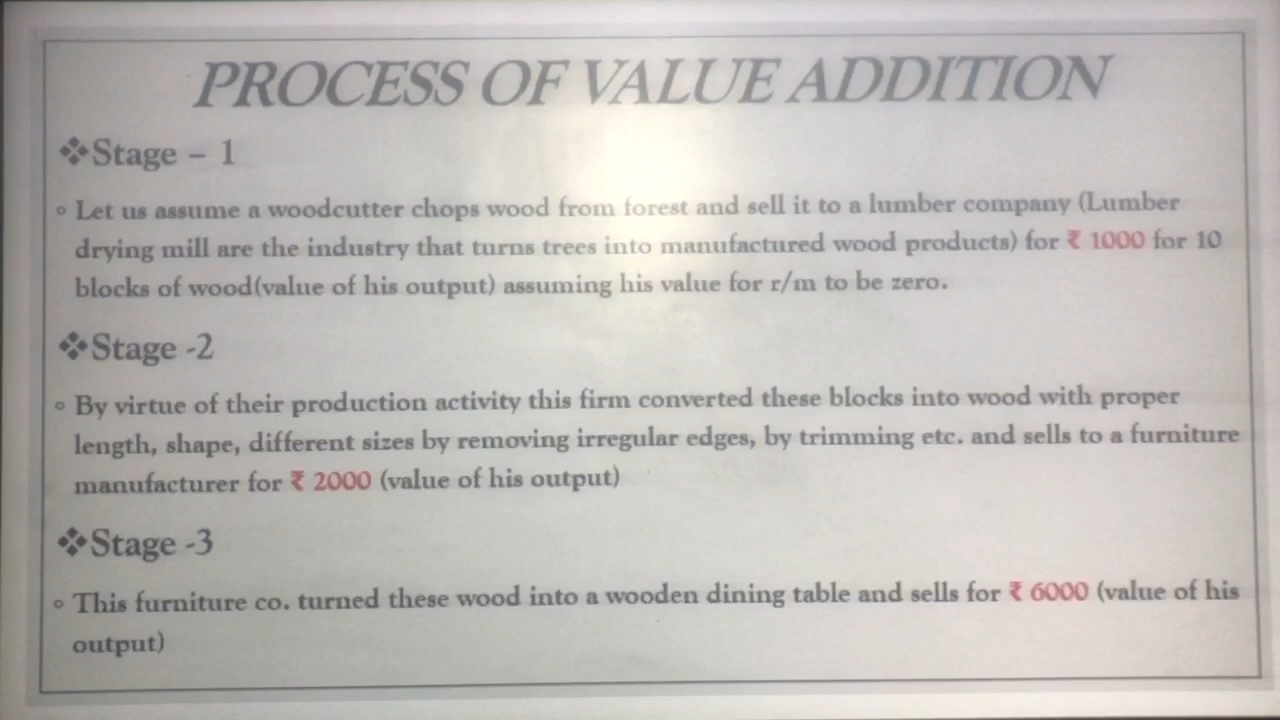 PROCESS OF VALUE ADDITION
❖Stage – 1
◦ Let us assume a woodcutter chops wood from forest and sell it to a lumber company (Lumber
drying mill are the industry that turns trees into manufactured wood products) for ₹ 1000 for 10
blocks of wood(value of his output) assuming his value for r/m to be zero.
❖Stage -2
◦ By virtue of their production activity this firm converted these blocks into wood with proper
length, shape, different sizes by removing irregular edges, by trimming etc. and sells to a furniture
manufacturer for ₹ 2000 (value of his output)
❖Stage -3
◦ This furniture co. turned these wood into a wooden dining table and sells for ₹ 6000 (value of his
output)